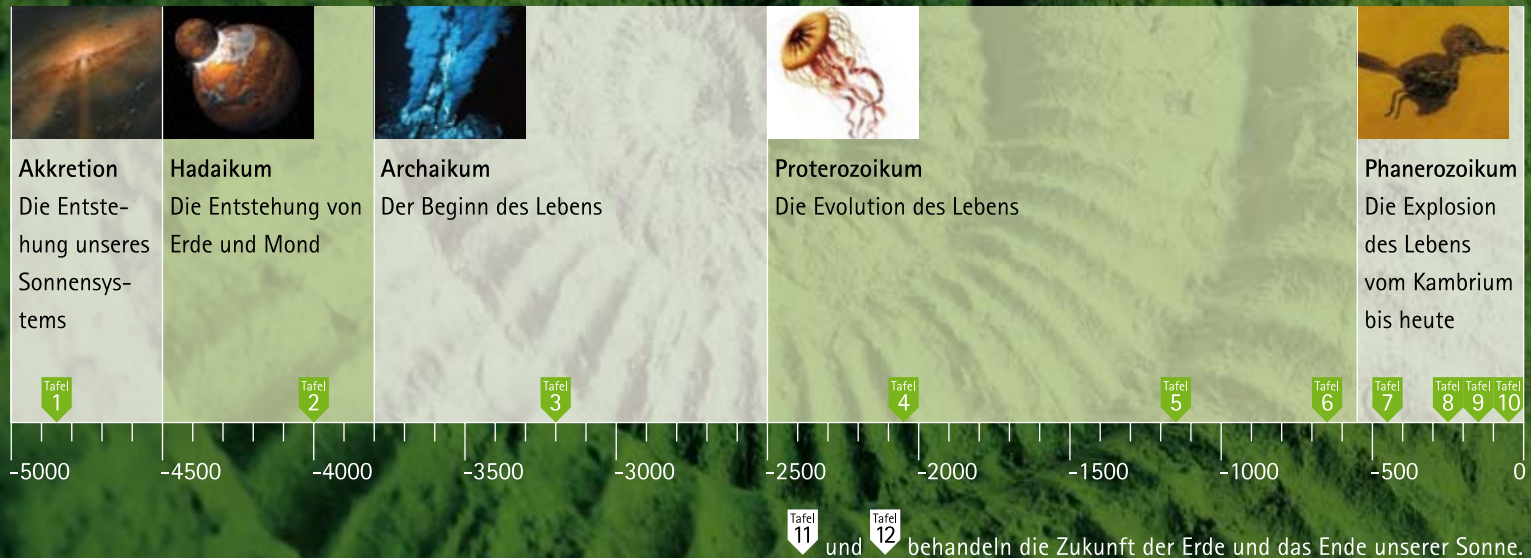 Akkretion
Die Entste-
hung unseres
Sonnensys-
tems
Hadaikum
Die Entstehung von
Erde und Mond
Archaikum
Der Beginn des Lebens
Proterozoikum
Die Evolution des Lebens
Phanerozoikum
Die Explosion
des Lebens
vom Kambrium
bis heute
Tafel 1
Tafel 2
Tafel 3
Tafel 4
Tafel 5
Tafel 6
Tafel 7
Tafel 8
Tafel 9
Tafel 10
-5000 -4500 -4000 -3500 -3000 -2500 -2000 -1500 -1000 -500 0
Tafel 11 und Tafel 12 behandeln die Zukunft der Erde und das Ende unserer Sonne